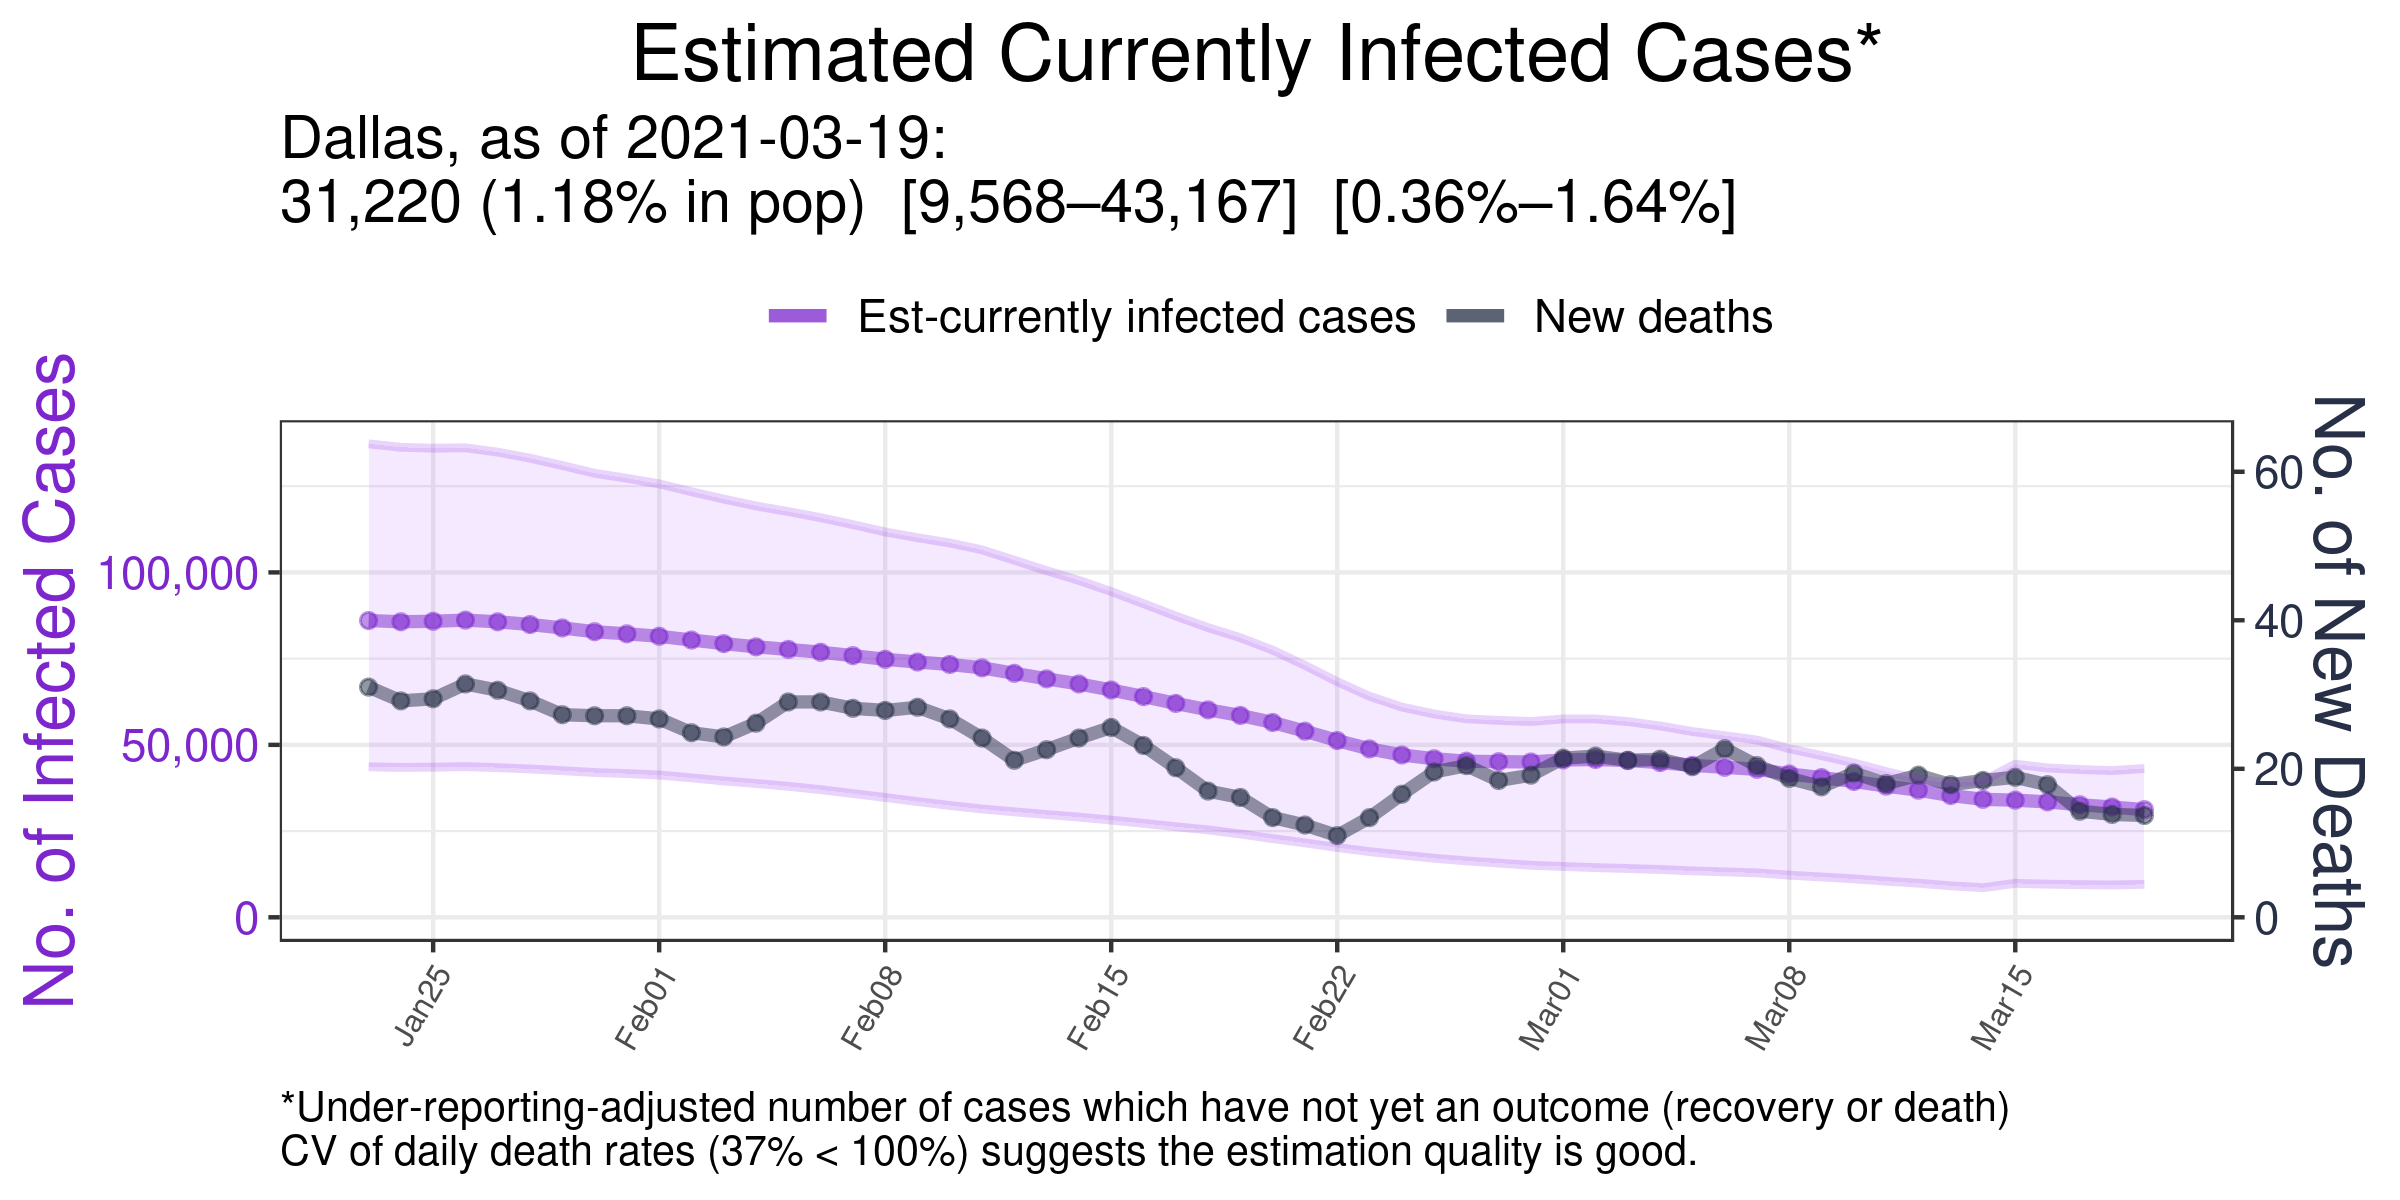 Estimated Currently Infected Cases*
Dallas, as of 2021-03-19:
31,220 (1.18% in pop) [9,568–43,167] [0.36%–1.64%]
Est-currently infected cases
New deaths
No. of Infected Cases
100,000
50,000
0
60
40
20
0
No. of New Deaths
Jan25
Feb01
Feb08
Feb15
Feb22
Mar01
Mar08
Mar15
*Under-reporting-adjusted number of cases which have not yet an outcome (recovery or death)
CV of daily death rates (37% < 100%) suggests the estimation quality is good.